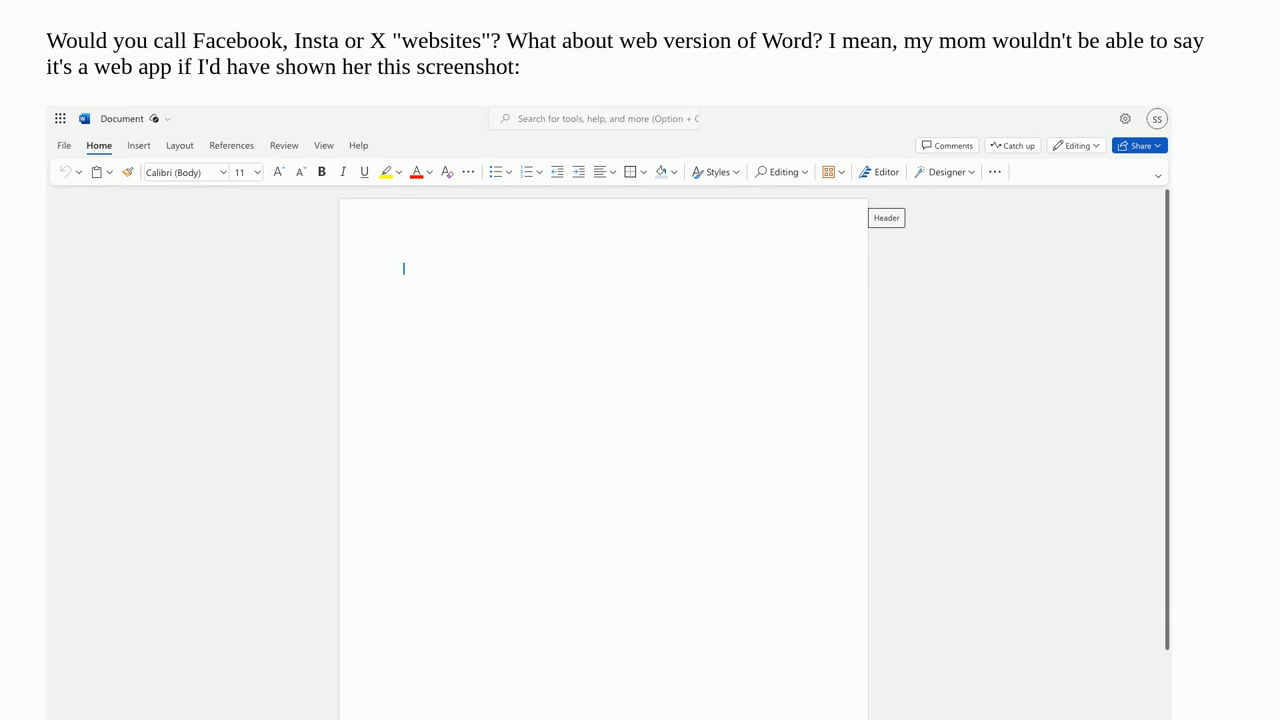 Would you call Facebook, Insta or X "websites"? What about web version of Word? I mean, my mom wouldn't be able to say
it's a web app if I'd have shown her this screenshot:
Document
Search for tools, help, and more (Option + C
SS
File Home Insert Layout References Review View Help
Comments Catch up Editing Share
Calibri (Body) 11 A A B I U A A Styles Editing Editor Designer
Header